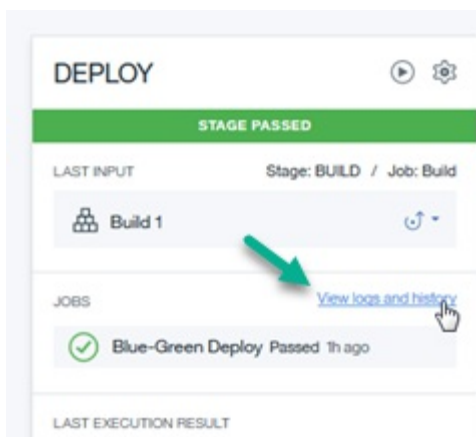 DEPLOY
STAGE PASSED
LAST INPUT Stage: BUILD / Job: Build
Build 1
JOBS View logs and history
Blue-Green Deploy Passed 1h ago
LAST EXECUTION RESULT